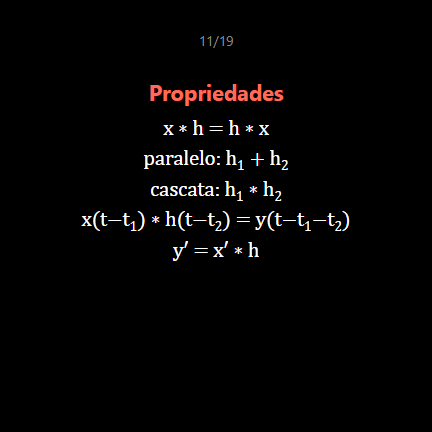 11/19
Propriedades
x ∗ h = h ∗ x
paralelo: h₁ + h₂
cascata: h₁ ∗ h₂
x(t−t₁) ∗ h(t−t₂) = y(t−t₁−t₂)
y′ = x′ ∗ h